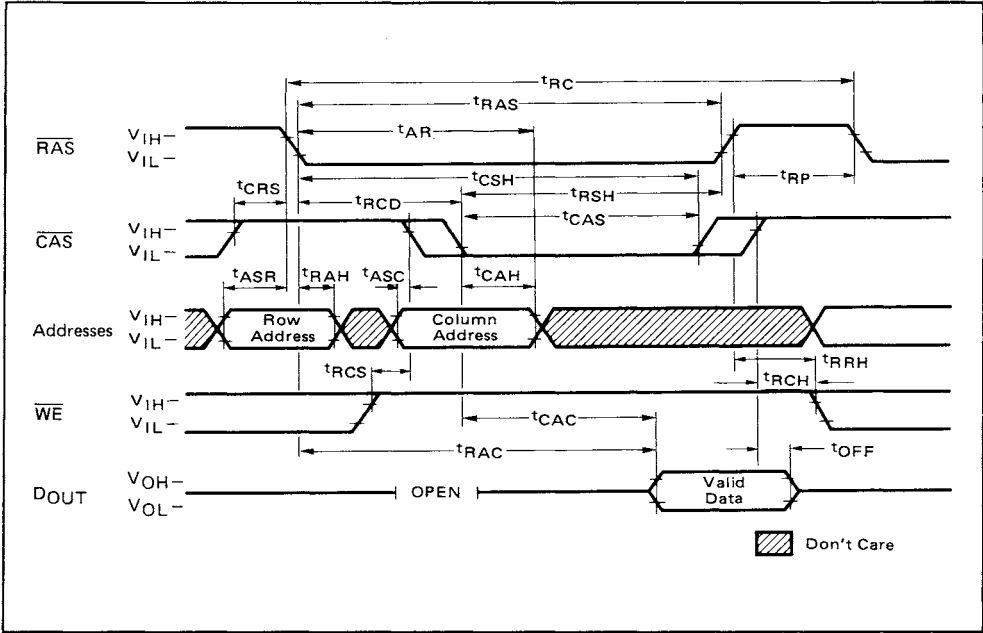 tRC
tRAS
tAR
RAS
VIH
VIL
tCSH
tCRS
tRSH
tRP
tRCD
tCAS
CAS
VIH
VIL
tASR
tRAH
tASC
tCAH
Addresses
VIH
VIL
Row
Address
Column
Address
tRCS
tRRH
tRCH
WE
VIH
VIL
tCAC
tRAC
tOFF
DOUT
VOH
VOL
OPEN
Valid
Data
Don't Care